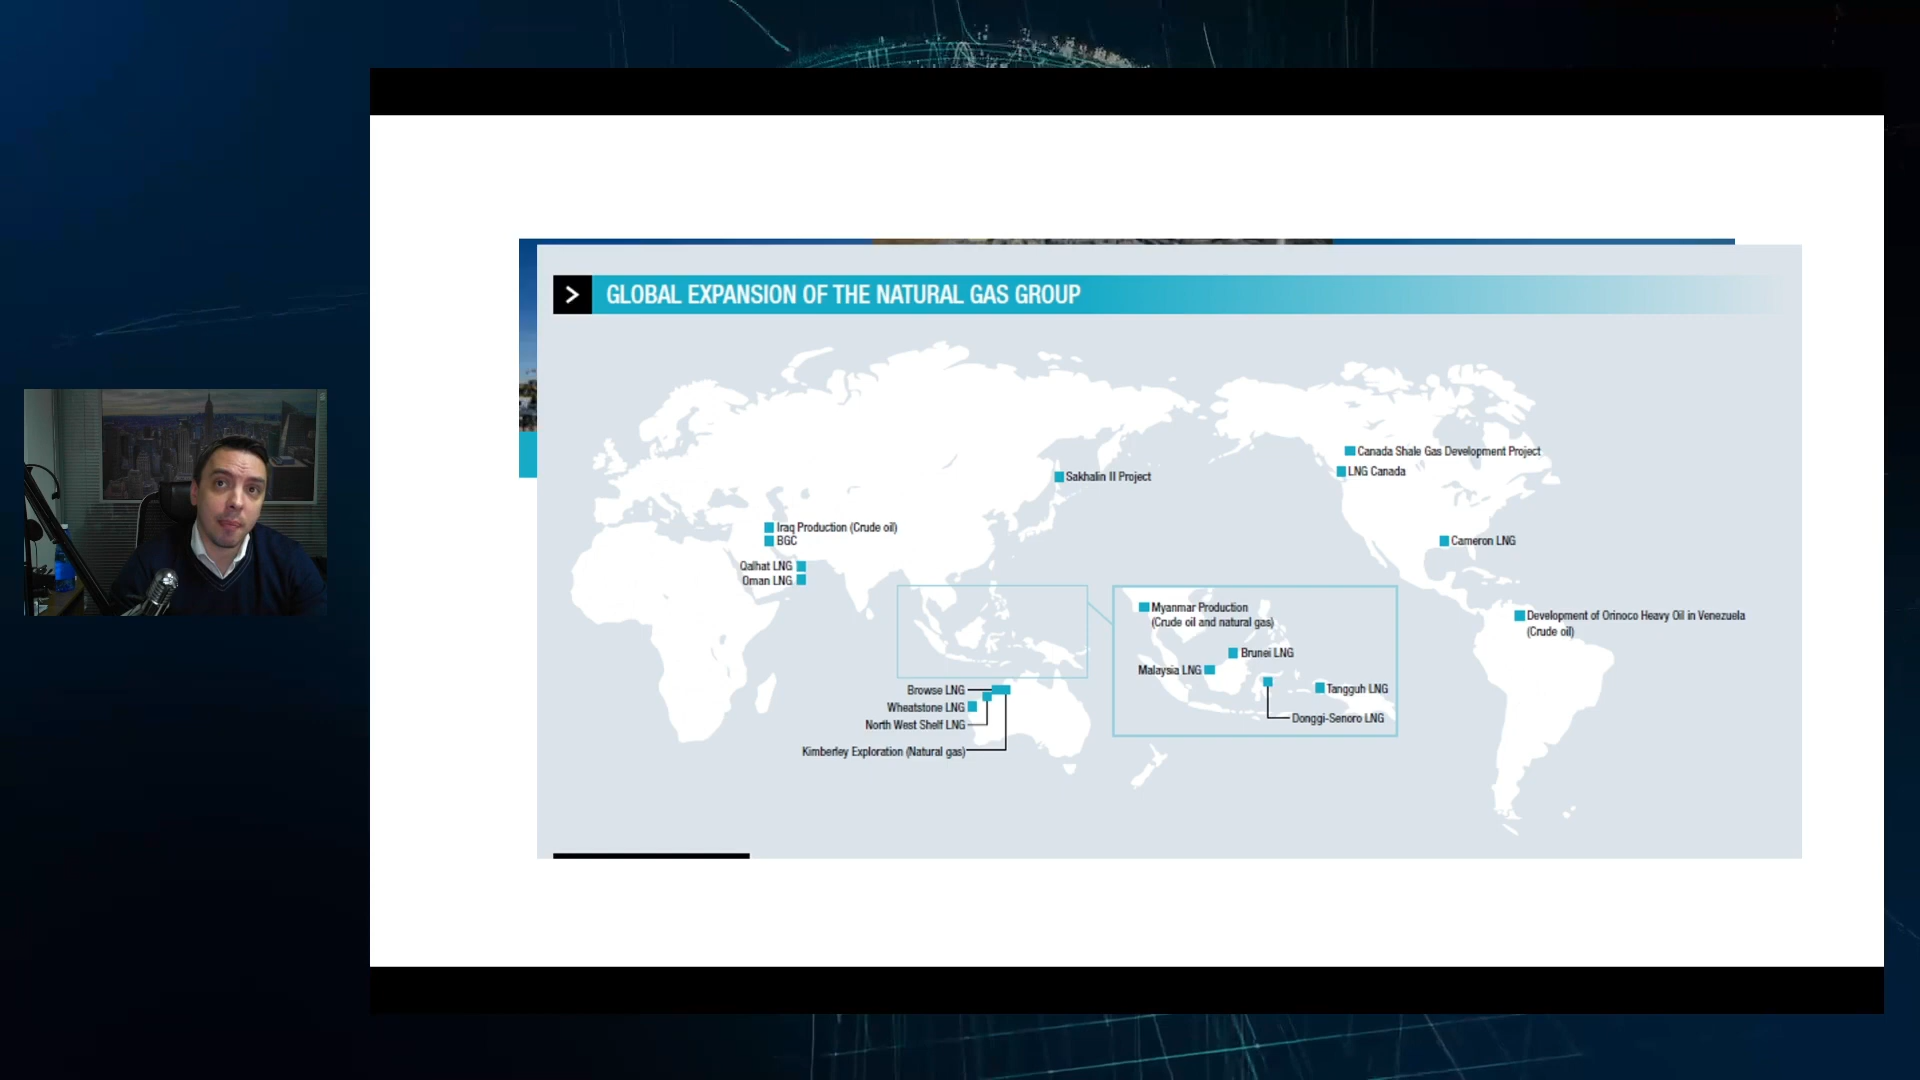 GLOBAL EXPANSION OF THE NATURAL GAS GROUP
Canada Shale Gas Development Project
LNG Canada
Sakhalin II Project
Iraq Production (Crude oil)
BGC
Cameron LNG
Qalhat LNG
Oman LNG
Myanmar Production
(Crude oil and natural gas)
Development of Orinoco Heavy Oil in Venezuela
(Crude oil)
Brunei LNG
Malaysia LNG
Tangguh LNG
Donggi-Senoro LNG
Browse LNG
Wheatstone LNG
North West Shelf LNG
Kimberley Exploration (Natural gas)